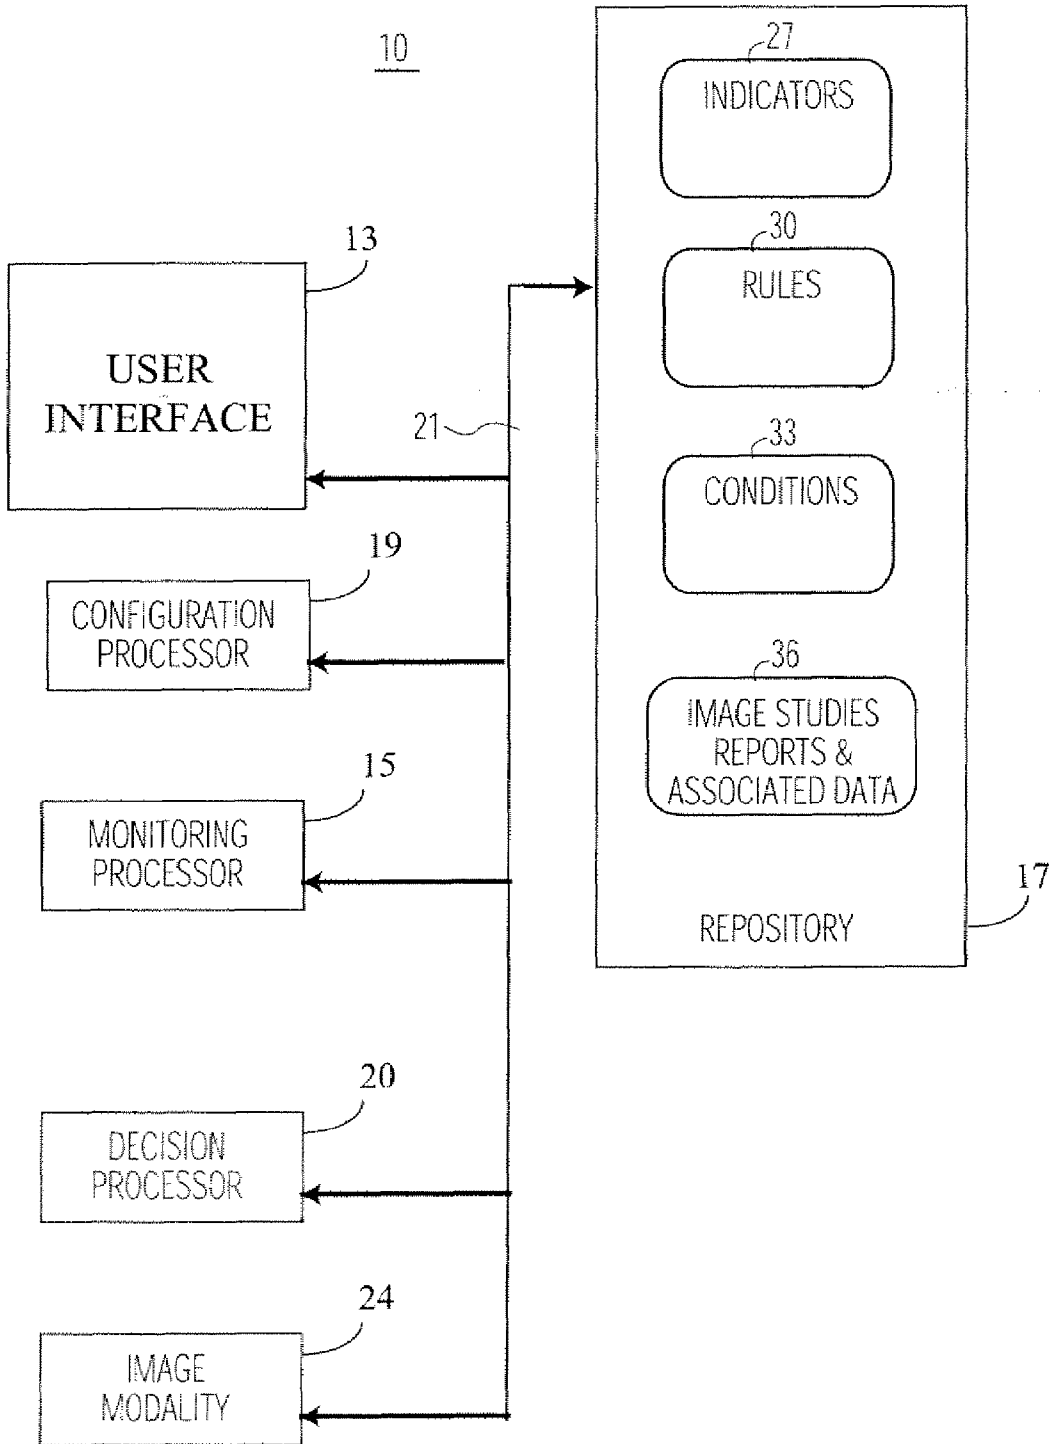 10
27
INDICATORS
30
RULES
13
USER
INTERFACE
21
33
CONDITIONS
19
CONFIGURATION
PROCESSOR
36
IMAGE STUDIES
REPORTS &
ASSOCIATED DATA
15
MONITORING
PROCESSOR
17
REPOSITORY
20
DECISION
PROCESSOR
24
IMAGE
MODALITY